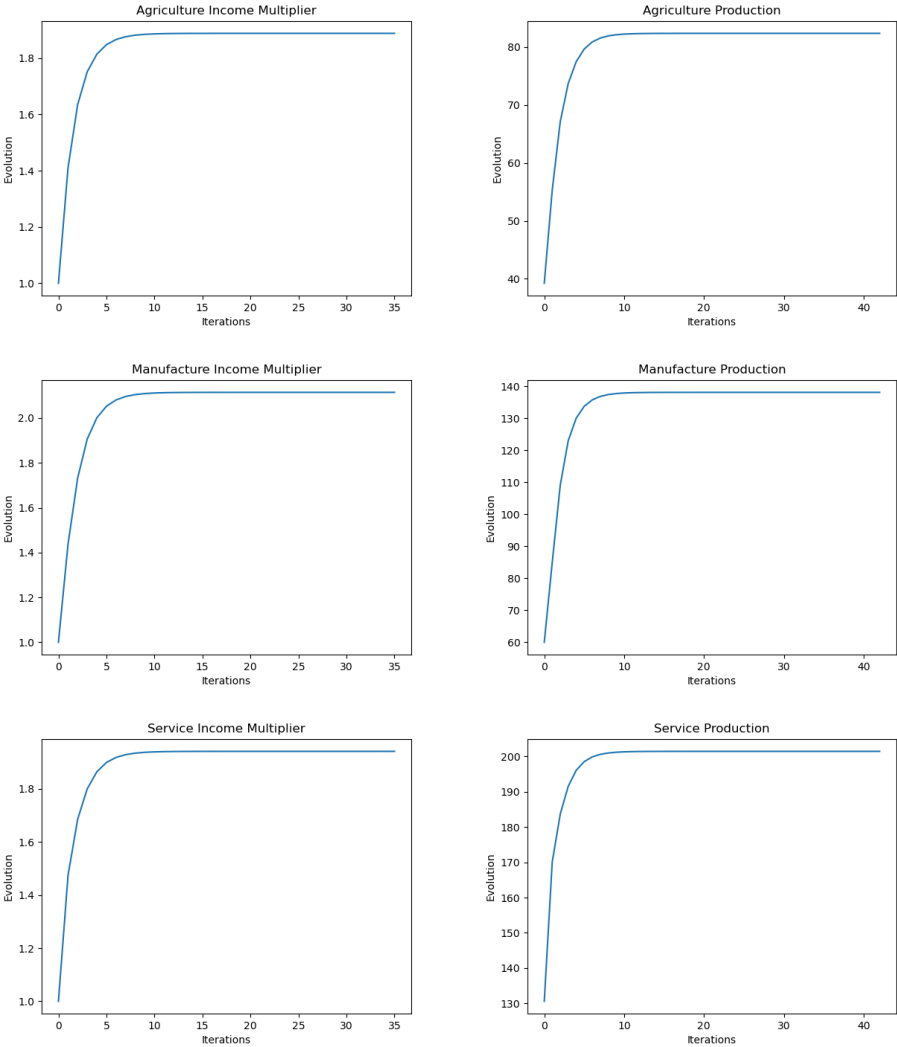 Agriculture Income Multiplier
Evolution
1.8
1.6
1.4
1.2
1.0
0 5 10 15 20 25 30 35
Iterations
Agriculture Production
Evolution
80
70
60
50
40
0 10 20 30 40
Iterations
Manufacture Income Multiplier
Evolution
2.0
1.8
1.6
1.4
1.2
1.0
0 5 10 15 20 25 30 35
Iterations
Manufacture Production
Evolution
140
130
120
110
100
90
80
70
60
0 10 20 30 40
Iterations
Service Income Multiplier
Evolution
1.8
1.6
1.4
1.2
1.0
0 5 10 15 20 25 30 35
Iterations
Service Production
Evolution
200
190
180
170
160
150
140
130
0 10 20 30 40
Iterations